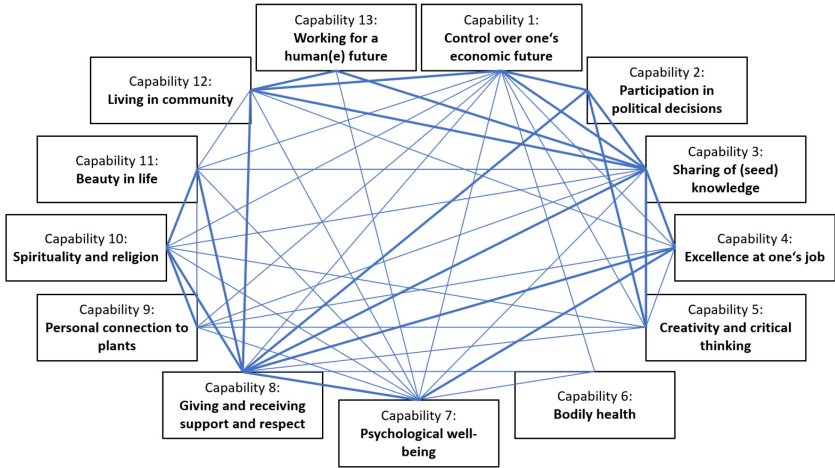 Capability 13:
Working for a
human(e) future
Capability 1:
Control over one‘s
economic future
Capability 12:
Living in community
Capability 2:
Participation in
political decisions
Capability 11:
Beauty in life
Capability 3:
Sharing of (seed)
knowledge
Capability 10:
Spirituality and religion
Capability 4:
Excellence at one‘s job
Capability 9:
Personal connection to
plants
Capability 5:
Creativity and critical
thinking
Capability 8:
Giving and receiving
support and respect
Capability 7:
Psychological well-
being
Capability 6:
Bodily health